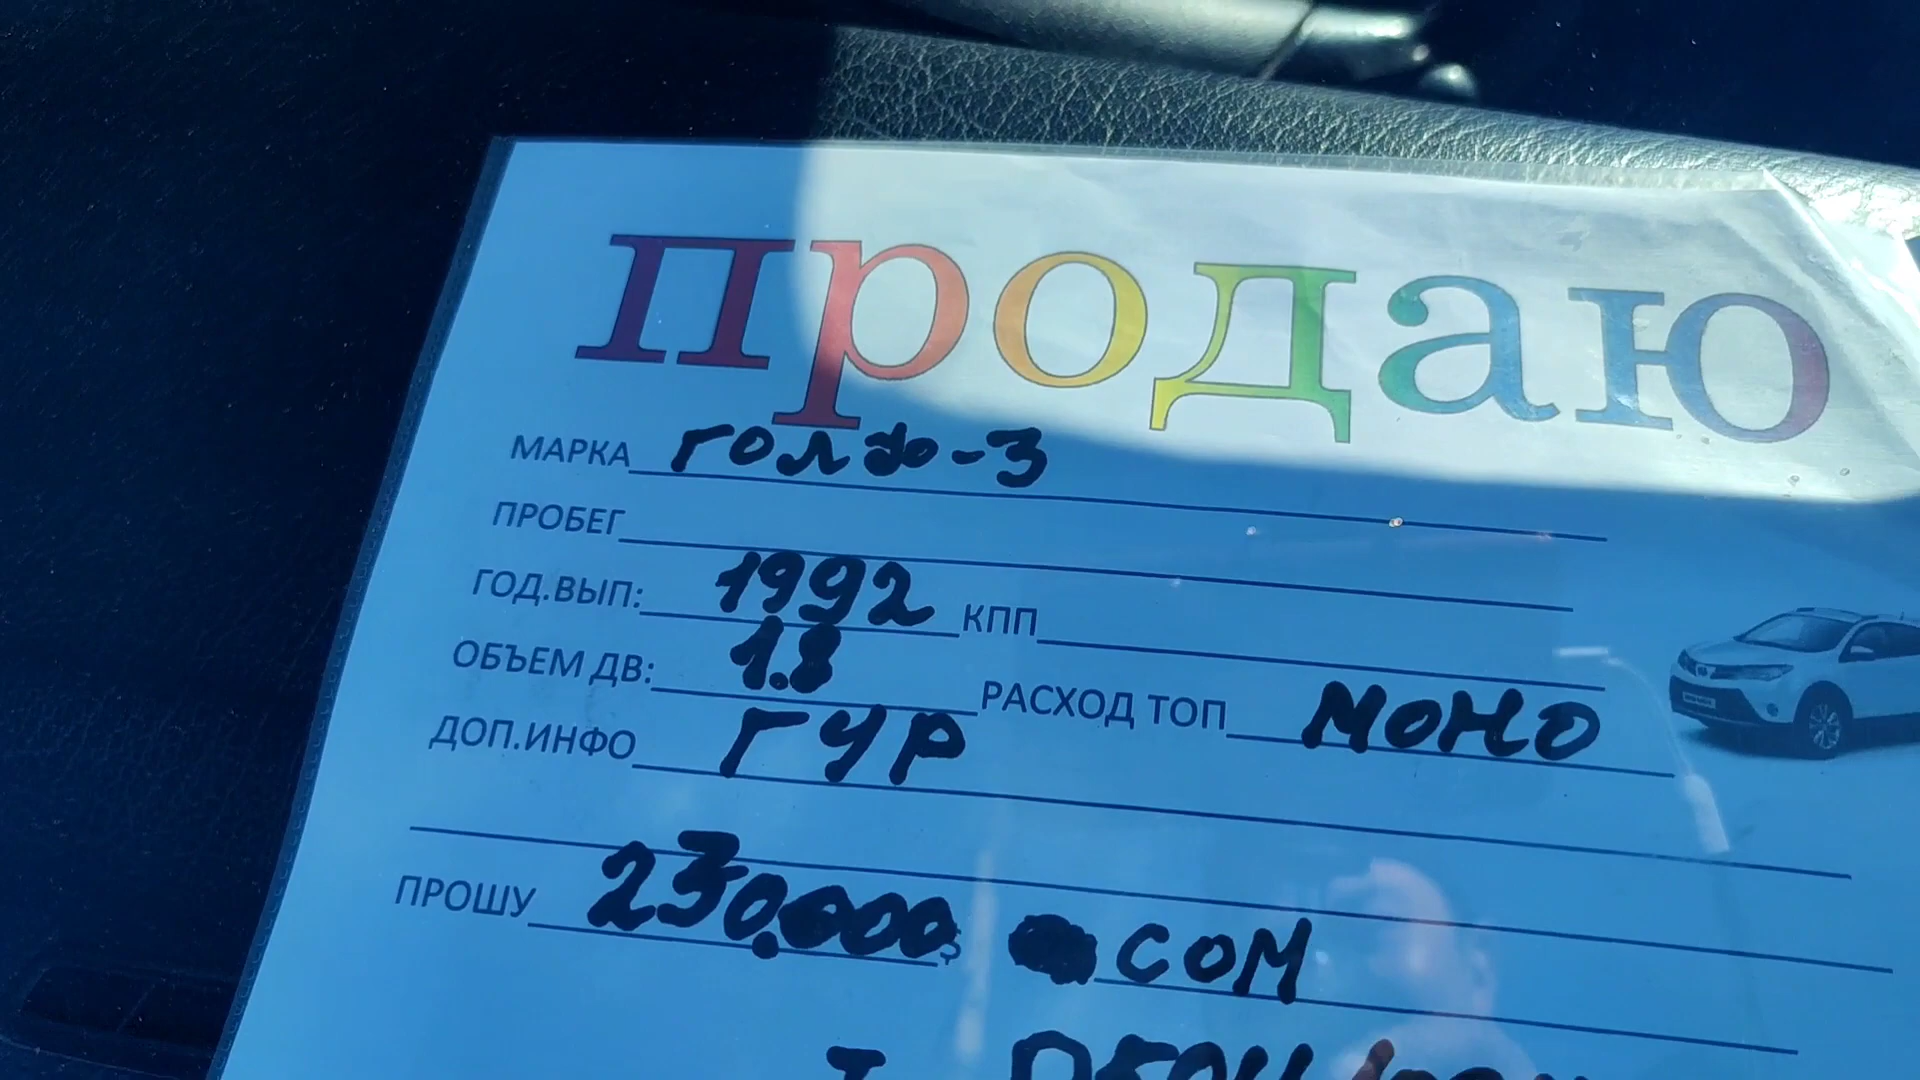 продаю
МАРКА ГОЛЬФ-3
ПРОБЕГ
ГОД.ВЫП: 1992 КПП
ОБЪЕМ ДВ: 1.8 РАСХОД ТОП МОНО
ДОП.ИНФО ГУР
ПРОШУ 230.000 $ СОМ